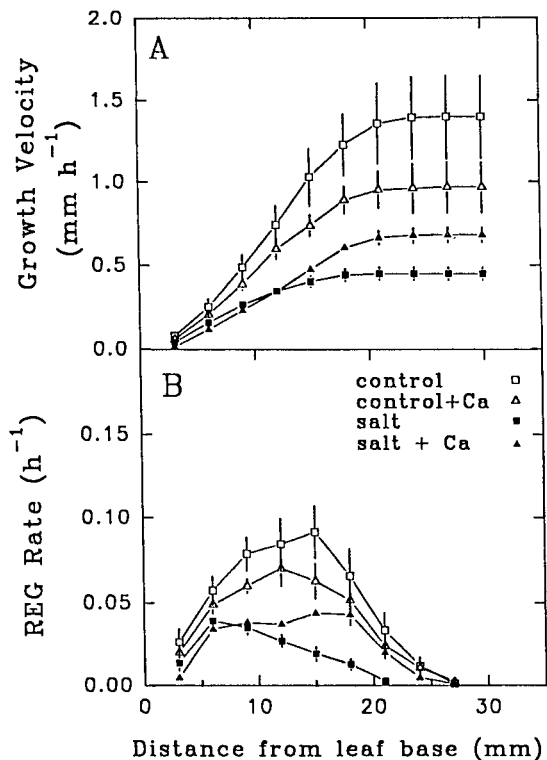 A
2.0
1.5
1.0
0.5
0.0
Growth Velocity
(mm h⁻¹)
B
control
control+Ca
salt
salt + Ca
0.15
0.10
0.05
0.00
REG Rate (h⁻¹)
0 10 20 30
Distance from leaf base (mm)